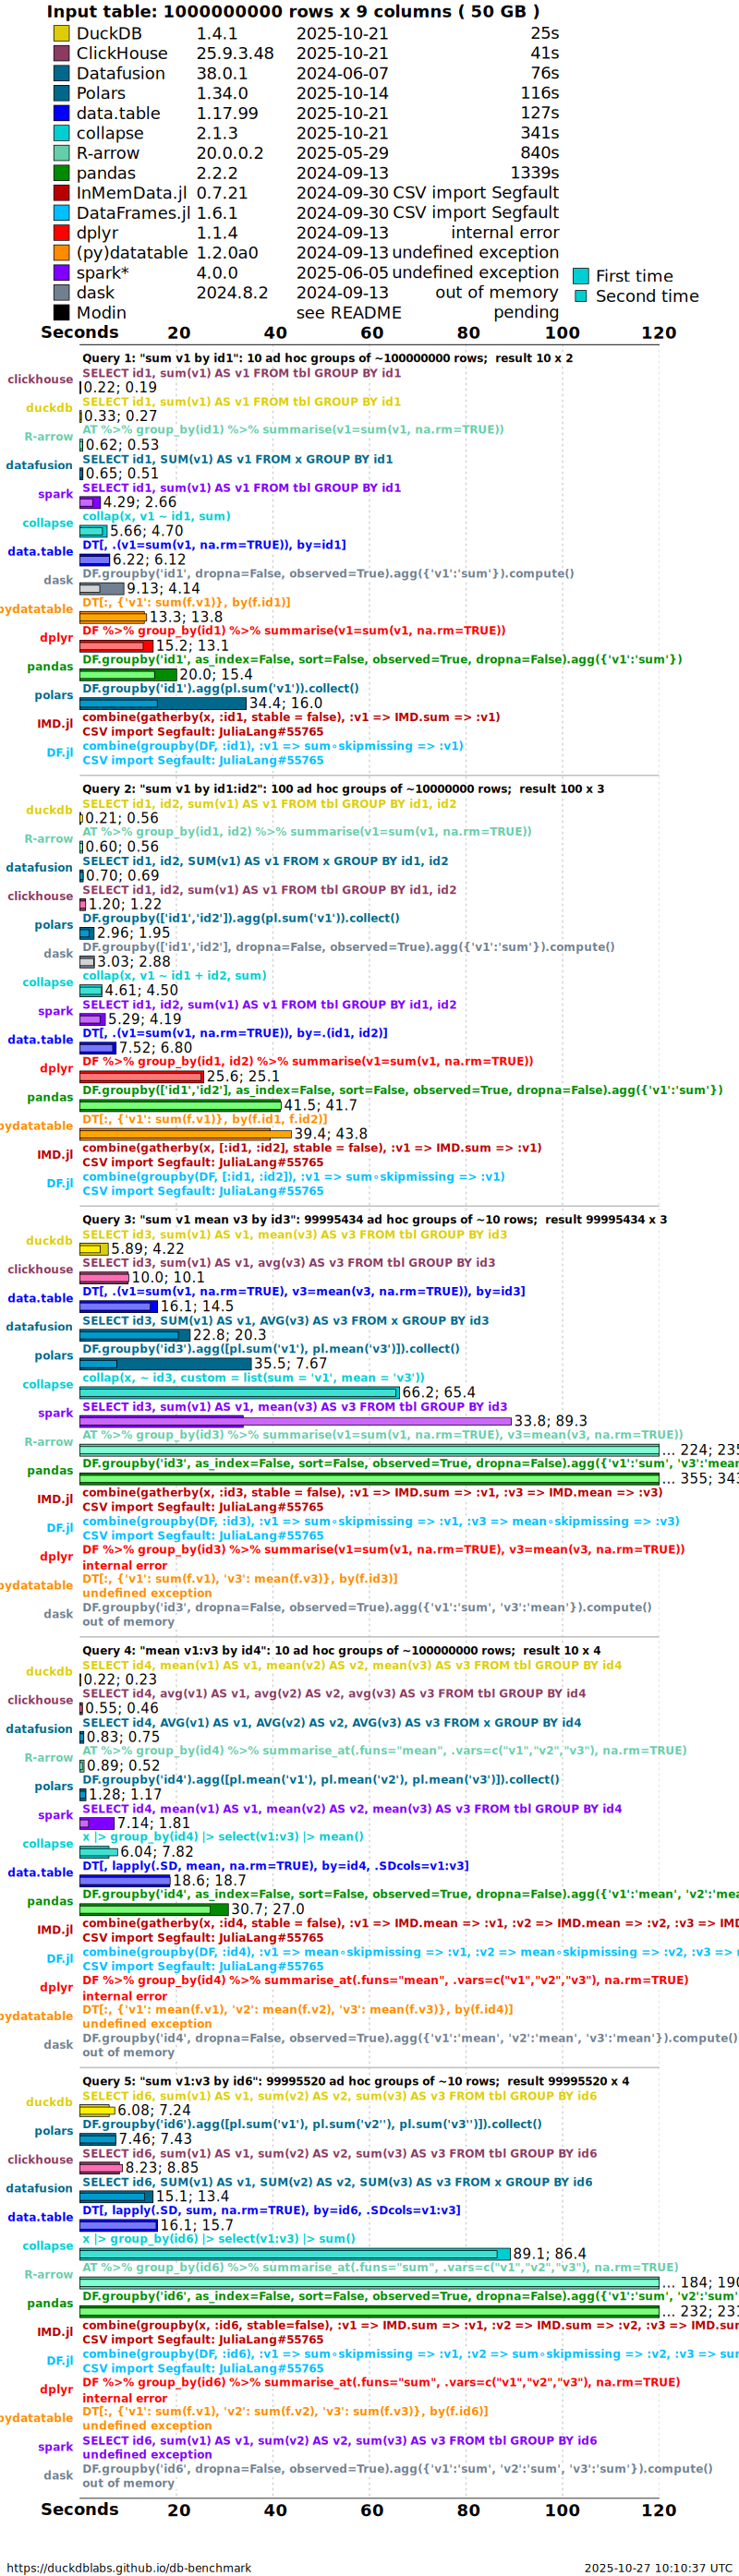 Input table: 1000000000 rows x 9 columns ( 50 GB )
DuckDB 1.4.1 2025-10-21 25s
ClickHouse 25.9.3.48 2025-10-21 41s
Datafusion 38.0.1 2024-06-07 76s
Polars 1.34.0 2025-10-14 116s
data.table 1.17.99 2025-10-21 127s
collapse 2.1.3 2025-10-21 341s
R-arrow 20.0.0.2 2025-05-29 840s
pandas 2.2.2 2024-09-13 1339s
InMemData.jl 0.7.21 2024-09-30 CSV import Segfault
DataFrames.jl 1.6.1 2024-09-30 CSV import Segfault
dplyr 1.1.4 2024-09-13 internal error
(py)datatable 1.2.0a0 2024-09-13 undefined exception
spark* 4.0.0 2025-06-05 undefined exception
First time
dask 2024.8.2 2024-09-13 out of memory
Second time
Modin see README pending
Seconds 20 40 60 80 100 120
Query 1: "sum v1 by id1": 10 ad hoc groups of ~100000000 rows; result 10 x 2
clickhouse SELECT id1, sum(v1) AS v1 FROM tbl GROUP BY id1
0.22; 0.19
duckdb SELECT id1, sum(v1) AS v1 FROM tbl GROUP BY id1
0.33; 0.27
R-arrow AT %>% group_by(id1) %>% summarise(v1=sum(v1, na.rm=TRUE))
0.62; 0.53
datafusion SELECT id1, SUM(v1) AS v1 FROM x GROUP BY id1
0.65; 0.51
spark SELECT id1, sum(v1) AS v1 FROM tbl GROUP BY id1
4.29; 2.66
collapse collap(x, v1 ~ id1, sum)
5.66; 4.70
data.table DT[, .(v1=sum(v1, na.rm=TRUE)), by=id1]
6.22; 6.12
dask DF.groupby('id1', dropna=False, observed=True).agg({'v1':'sum'}).compute()
9.13; 4.14
pydatatable DT[:, {'v1': sum(f.v1)}, by(f.id1)]
13.3; 13.8
dplyr DF %>% group_by(id1) %>% summarise(v1=sum(v1, na.rm=TRUE))
15.2; 13.1
pandas DF.groupby('id1', as_index=False, sort=False, observed=True, dropna=False).agg({'v1':'sum'})
20.0; 15.4
polars DF.groupby('id1').agg(pl.sum('v1')).collect()
34.4; 16.0
IMD.jl combine(gatherby(x, :id1, stable = false), :v1 => IMD.sum => :v1)
CSV import Segfault: JuliaLang#55765
DF.jl combine(groupby(DF, :id1), :v1 => sum∘skipmissing => :v1)
CSV import Segfault: JuliaLang#55765
Query 2: "sum v1 by id1:id2": 100 ad hoc groups of ~10000000 rows; result 100 x 3
duckdb SELECT id1, id2, sum(v1) AS v1 FROM tbl GROUP BY id1, id2
0.21; 0.56
R-arrow AT %>% group_by(id1, id2) %>% summarise(v1=sum(v1, na.rm=TRUE))
0.60; 0.56
datafusion SELECT id1, id2, SUM(v1) AS v1 FROM x GROUP BY id1, id2
0.70; 0.69
clickhouse SELECT id1, id2, sum(v1) AS v1 FROM tbl GROUP BY id1, id2
1.20; 1.22
polars DF.groupby(['id1','id2']).agg(pl.sum('v1')).collect()
2.96; 1.95
dask DF.groupby(['id1','id2'], dropna=False, observed=True).agg({'v1':'sum'}).compute()
3.03; 2.88
collapse collap(x, v1 ~ id1 + id2, sum)
4.61; 4.50
spark SELECT id1, id2, sum(v1) AS v1 FROM tbl GROUP BY id1, id2
5.29; 4.19
data.table DT[, .(v1=sum(v1, na.rm=TRUE)), by=.(id1, id2)]
7.52; 6.80
dplyr DF %>% group_by(id1, id2) %>% summarise(v1=sum(v1, na.rm=TRUE))
25.6; 25.1
pandas DF.groupby(['id1','id2'], as_index=False, sort=False, observed=True, dropna=False).agg({'v1':'sum'})
41.5; 41.7
pydatatable DT[:, {'v1': sum(f.v1)}, by(f.id1, f.id2)]
39.4; 43.8
IMD.jl combine(gatherby(x, [:id1, :id2], stable = false), :v1 => IMD.sum => :v1)
CSV import Segfault: JuliaLang#55765
DF.jl combine(groupby(DF, [:id1, :id2]), :v1 => sum∘skipmissing => :v1)
CSV import Segfault: JuliaLang#55765
Query 3: "sum v1 mean v3 by id3": 99995434 ad hoc groups of ~10 rows; result 99995434 x 3
duckdb SELECT id3, sum(v1) AS v1, mean(v3) AS v3 FROM tbl GROUP BY id3
5.89; 4.22
clickhouse SELECT id3, sum(v1) AS v1, avg(v3) AS v3 FROM tbl GROUP BY id3
10.0; 10.1
data.table DT[, .(v1=sum(v1, na.rm=TRUE), v3=mean(v3, na.rm=TRUE)), by=id3]
16.1; 14.5
datafusion SELECT id3, SUM(v1) AS v1, AVG(v3) AS v3 FROM x GROUP BY id3
22.8; 20.3
polars DF.groupby('id3').agg([pl.sum('v1'), pl.mean('v3')]).collect()
35.5; 7.67
collapse collap(x, ~ id3, custom = list(sum = 'v1', mean = 'v3'))
66.2; 65.4
spark SELECT id3, sum(v1) AS v1, mean(v3) AS v3 FROM tbl GROUP BY id3
33.8; 89.3
R-arrow AT %>% group_by(id3) %>% summarise(v1=sum(v1, na.rm=TRUE), v3=mean(v3, na.rm=TRUE))
... 224; 235
pandas DF.groupby('id3', as_index=False, sort=False, observed=True, dropna=False).agg({'v1':'sum', 'v3':'mean
... 355; 343
IMD.jl combine(gatherby(x, :id3, stable = false), :v1 => IMD.sum => :v1, :v3 => IMD.mean => :v3)
CSV import Segfault: JuliaLang#55765
DF.jl combine(groupby(DF, :id3), :v1 => sum∘skipmissing => :v1, :v3 => mean∘skipmissing => :v3)
CSV import Segfault: JuliaLang#55765
dplyr DF %>% group_by(id3) %>% summarise(v1=sum(v1, na.rm=TRUE), v3=mean(v3, na.rm=TRUE))
internal error
pydatatable DT[:, {'v1': sum(f.v1), 'v3': mean(f.v3)}, by(f.id3)]
undefined exception
dask DF.groupby('id3', dropna=False, observed=True).agg({'v1':'sum', 'v3':'mean'}).compute()
out of memory
Query 4: "mean v1:v3 by id4": 10 ad hoc groups of ~100000000 rows; result 10 x 4
duckdb SELECT id4, mean(v1) AS v1, mean(v2) AS v2, mean(v3) AS v3 FROM tbl GROUP BY id4
0.22; 0.23
clickhouse SELECT id4, avg(v1) AS v1, avg(v2) AS v2, avg(v3) AS v3 FROM tbl GROUP BY id4
0.55; 0.46
datafusion SELECT id4, AVG(v1) AS v1, AVG(v2) AS v2, AVG(v3) AS v3 FROM x GROUP BY id4
0.83; 0.75
R-arrow AT %>% group_by(id4) %>% summarise_at(.funs="mean", .vars=c("v1","v2","v3"), na.rm=TRUE)
0.89; 0.52
polars DF.groupby('id4').agg([pl.mean('v1'), pl.mean('v2'), pl.mean('v3')]).collect()
1.28; 1.17
spark SELECT id4, mean(v1) AS v1, mean(v2) AS v2, mean(v3) AS v3 FROM tbl GROUP BY id4
7.14; 1.81
collapse x |> group_by(id4) |> select(v1:v3) |> mean()
6.04; 7.82
data.table DT[, lapply(.SD, mean, na.rm=TRUE), by=id4, .SDcols=v1:v3]
18.6; 18.7
pandas DF.groupby('id4', as_index=False, sort=False, observed=True, dropna=False).agg({'v1':'mean', 'v2':'mea
30.7; 27.0
IMD.jl combine(gatherby(x, :id4, stable = false), :v1 => IMD.mean => :v1, :v2 => IMD.mean => :v2, :v3 => IMD
CSV import Segfault: JuliaLang#55765
DF.jl combine(groupby(DF, :id4), :v1 => mean∘skipmissing => :v1, :v2 => mean∘skipmissing => :v2, :v3 =>
CSV import Segfault: JuliaLang#55765
dplyr DF %>% group_by(id4) %>% summarise_at(.funs="mean", .vars=c("v1","v2","v3"), na.rm=TRUE)
internal error
pydatatable DT[:, {'v1': mean(f.v1), 'v2': mean(f.v2), 'v3': mean(f.v3)}, by(f.id4)]
undefined exception
dask DF.groupby('id4', dropna=False, observed=True).agg({'v1':'mean', 'v2':'mean', 'v3':'mean'}).compute()
out of memory
Query 5: "sum v1:v3 by id6": 99995520 ad hoc groups of ~10 rows; result 99995520 x 4
duckdb SELECT id6, sum(v1) AS v1, sum(v2) AS v2, sum(v3) AS v3 FROM tbl GROUP BY id6
6.08; 7.24
polars DF.groupby('id6').agg([pl.sum('v1'), pl.sum('v2''), pl.sum('v3'')]).collect()
7.46; 7.43
clickhouse SELECT id6, sum(v1) AS v1, sum(v2) AS v2, sum(v3) AS v3 FROM tbl GROUP BY id6
8.23; 8.85
datafusion SELECT id6, SUM(v1) AS v1, SUM(v2) AS v2, SUM(v3) AS v3 FROM x GROUP BY id6
15.1; 13.4
data.table DT[, lapply(.SD, sum, na.rm=TRUE), by=id6, .SDcols=v1:v3]
16.1; 15.7
collapse x |> group_by(id6) |> select(v1:v3) |> sum()
89.1; 86.4
R-arrow AT %>% group_by(id6) %>% summarise_at(.funs="sum", .vars=c("v1","v2","v3"), na.rm=TRUE)
... 184; 190
pandas DF.groupby('id6', as_index=False, sort=False, observed=True, dropna=False).agg({'v1':'sum', 'v2':'sum'
... 232; 231
IMD.jl combine(groupby(x, :id6, stable=false), :v1 => IMD.sum => :v1, :v2 => IMD.sum => :v2, :v3 => IMD.sum
CSV import Segfault: JuliaLang#55765
DF.jl combine(groupby(DF, :id6), :v1 => sum∘skipmissing => :v1, :v2 => sum∘skipmissing => :v2, :v3 => sum
CSV import Segfault: JuliaLang#55765
dplyr DF %>% group_by(id6) %>% summarise_at(.funs="sum", .vars=c("v1","v2","v3"), na.rm=TRUE)
internal error
pydatatable DT[:, {'v1': sum(f.v1), 'v2': sum(f.v2), 'v3': sum(f.v3)}, by(f.id6)]
undefined exception
spark SELECT id6, sum(v1) AS v1, sum(v2) AS v2, sum(v3) AS v3 FROM tbl GROUP BY id6
undefined exception
dask DF.groupby('id6', dropna=False, observed=True).agg({'v1':'sum', 'v2':'sum', 'v3':'sum'}).compute()
out of memory
Seconds 20 40 60 80 100 120
https://duckdblabs.github.io/db-benchmark 2025-10-27 10:10:37 UTC